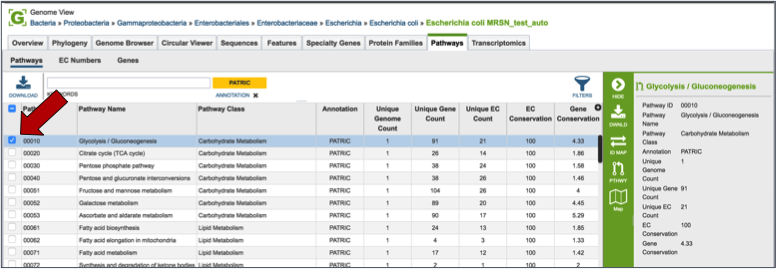 Genome View
Bacteria » Proteobacteria » Gammaproteobacteria » Enterobacteriales » Enterobacteriaceae » Escherichia » Escherichia coli » Escherichia coli MRSN_test_auto
Overview Phylogeny Genome Browser Circular Viewer Sequences Features Specialty Genes Protein Families Pathways Transcriptomics
Pathways EC Numbers Genes
DOWNLOAD PATRIC ANNOTATION ✖ FILTERS
Pathway Name Pathway Class Annotation Unique Genome Count Unique Gene Count Unique EC Count EC Conservation Gene Conservation
00010 Glycolysis / Gluconeogenesis Carbohydrate Metabolism PATRIC 1 91 21 100 4.33
00020 Citrate cycle (TCA cycle) Carbohydrate Metabolism PATRIC 1 26 14 100 1.86
00030 Pentose phosphate pathway Carbohydrate Metabolism PATRIC 1 38 24 100 1.58
00040 Pentose and glucuronate interconversions Carbohydrate Metabolism PATRIC 1 38 26 100 1.46
00051 Fructose and mannose metabolism Carbohydrate Metabolism PATRIC 1 104 26 100 4
00052 Galactose metabolism Carbohydrate Metabolism PATRIC 1 89 20 100 4.45
00053 Ascorbate and aldarate metabolism Carbohydrate Metabolism PATRIC 1 90 17 100 5.29
00061 Fatty acid biosynthesis Lipid Metabolism PATRIC 1 24 13 100 1.85
00062 Fatty acid elongation in mitochondria Lipid Metabolism PATRIC 1 4 3 100 1.33
00071 Fatty acid metabolism Lipid Metabolism PATRIC 1 17 12 100 1.42
00072 Synthesis and degradation of ketone bodies Lipid Metabolism PATRIC 1 2 1 100 2
HIDE
DWNLD
ID MAP
PTHWY
Map
Glycolysis / Gluconeogenesis
Pathway ID 00010
Pathway Name Glycolysis / Gluconeogenesis
Pathway Class Carbohydrate Metabolism
Annotation PATRIC
Unique Genome Count 1
Unique Gene Count 91
Unique EC Count 21
EC Conservation 100
Gene Conservation 4.33